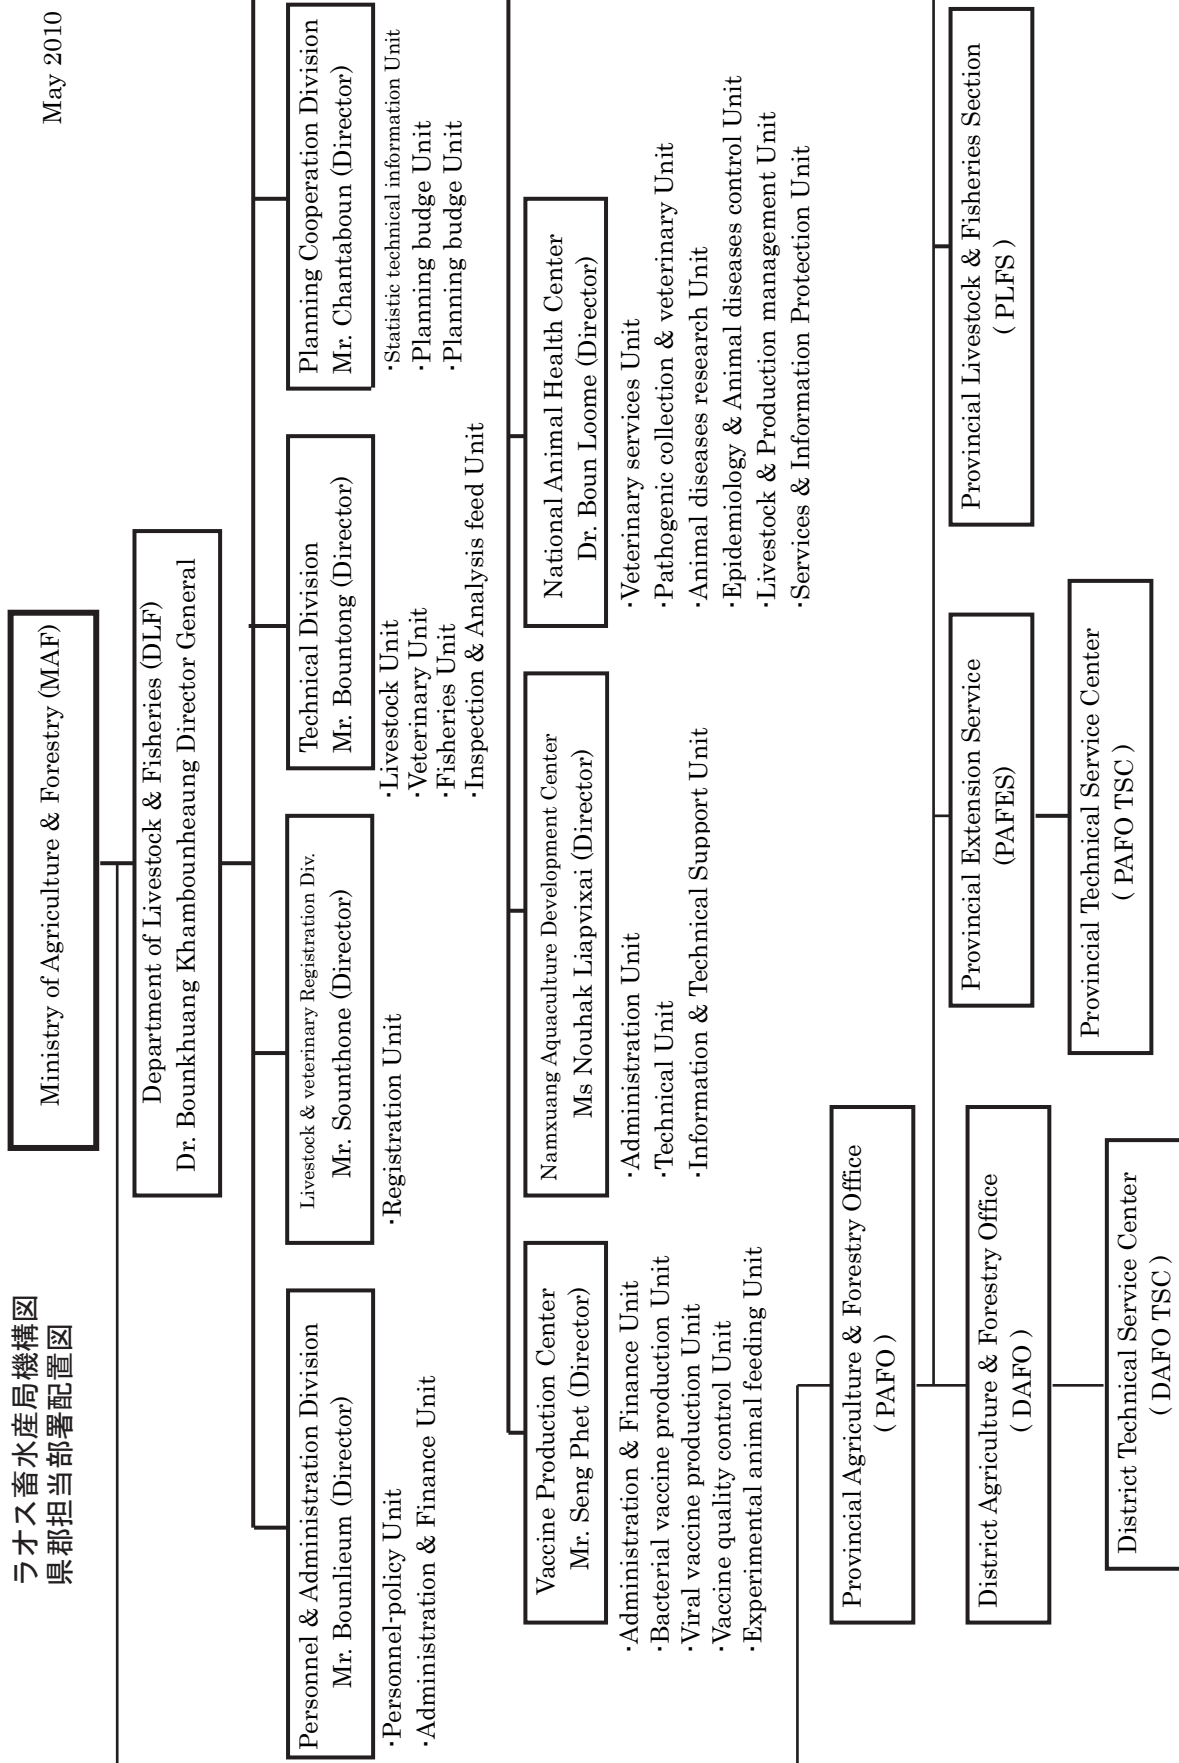 ラオス畜水産局機構図
県郡担当部署配置図
May 2010
Ministry of Agriculture & Forestry (MAF)
Department of Livestock & Fisheries (DLF)
Dr. Bounkhuang Khambounheaung Director General
Personnel & Administration Division
Mr. Bounlieum (Director)
・Personnel-policy Unit
・Administration & Finance Unit
Livestock & veterinary Registration Div.
Mr. Sounthone (Director)
・Registration Unit
Technical Division
Mr. Bountong (Director)
・Livestock Unit
・Veterinary Unit
・Fisheries Unit
・Inspection & Analysis feed Unit
Planning Cooperation Division
Mr. Chantaboun (Director)
・Statistic technical information Unit
・Planning budge Unit
・Planning budge Unit
Vaccine Production Center
Mr. Seng Phet (Director)
・Administration & Finance Unit
・Bacterial vaccine production Unit
・Viral vaccine production Unit
・Vaccine quality control Unit
・Experimental animal feeding Unit
Namxuang Aquaculture Development Center
Ms Nouhak Liapvixai (Director)
・Administration Unit
・Technical Unit
・Information & Technical Support Unit
National Animal Health Center
Dr. Boun Loome (Director)
・Veterinary services Unit
・Pathogenic collection & veterinary Unit
・Animal diseases research Unit
・Epidemiology & Animal diseases control Unit
・Livestock & Production management Unit
・Services & Information Protection Unit
Provincial Agriculture & Forestry Office
( PAFO )
District Agriculture & Forestry Office
( DAFO )
District Technical Service Center
( DAFO TSC )
Provincial Extension Service
(PAFES)
Provincial Technical Service Center
( PAFO TSC )
Provincial Livestock & Fisheries Section
( PLFS )